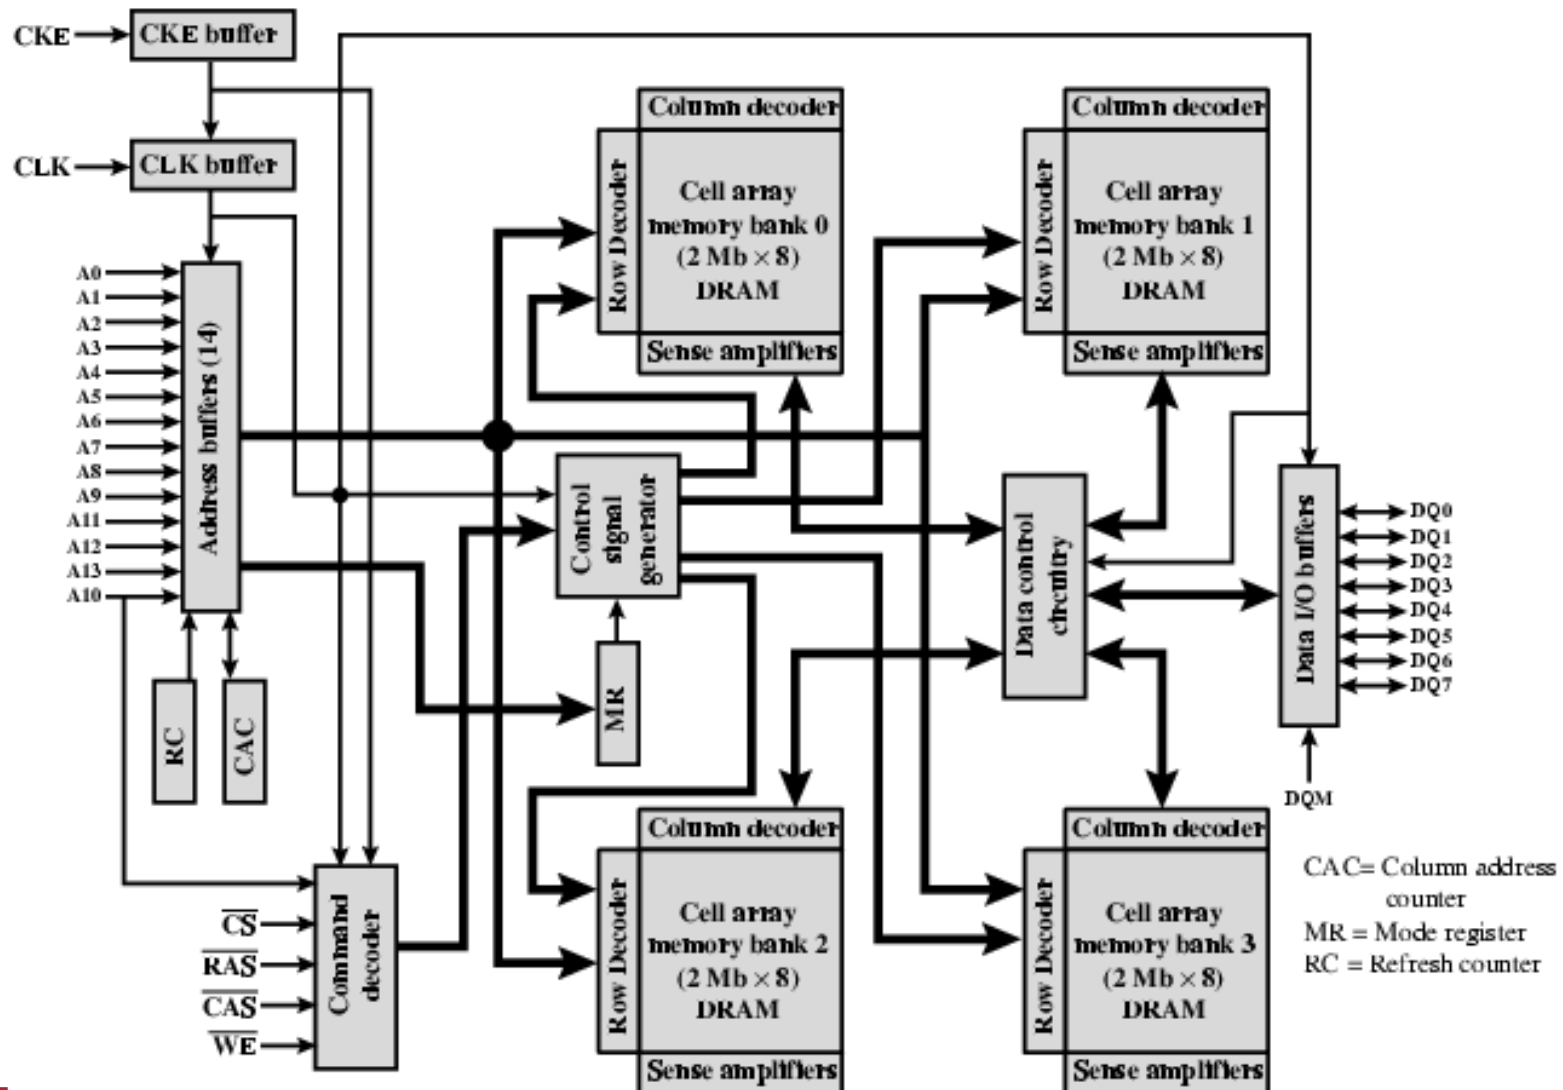 CKE
CKE buffer
CLK
CLK buffer
A0
A1
A2
A3
A4
A5
A6
A7
A8
A9
A11
A12
A13
A10
Address buffers (14)
RC
CAC
Column decoder
Row Decoder
Cell array
memory bank 0
(2 Mb × 8)
DRAM
Sense amplifiers
Column decoder
Row Decoder
Cell array
memory bank 1
(2 Mb × 8)
DRAM
Sense amplifiers
Control
signal
generator
MR
Data control
circuitry
Data I/O buffers
DQ0
DQ1
DQ2
DQ3
DQ4
DQ5
DQ6
DQ7
DQM
C̅S̅
R̅A̅S̅
C̅A̅S̅
W̅E̅
Command
decoder
Column decoder
Row Decoder
Cell array
memory bank 2
(2 Mb × 8)
DRAM
Sense amplifiers
Column decoder
Row Decoder
Cell array
memory bank 3
(2 Mb × 8)
DRAM
Sense amplifiers
CAC= Column address
counter
MR = Mode register
RC = Refresh counter